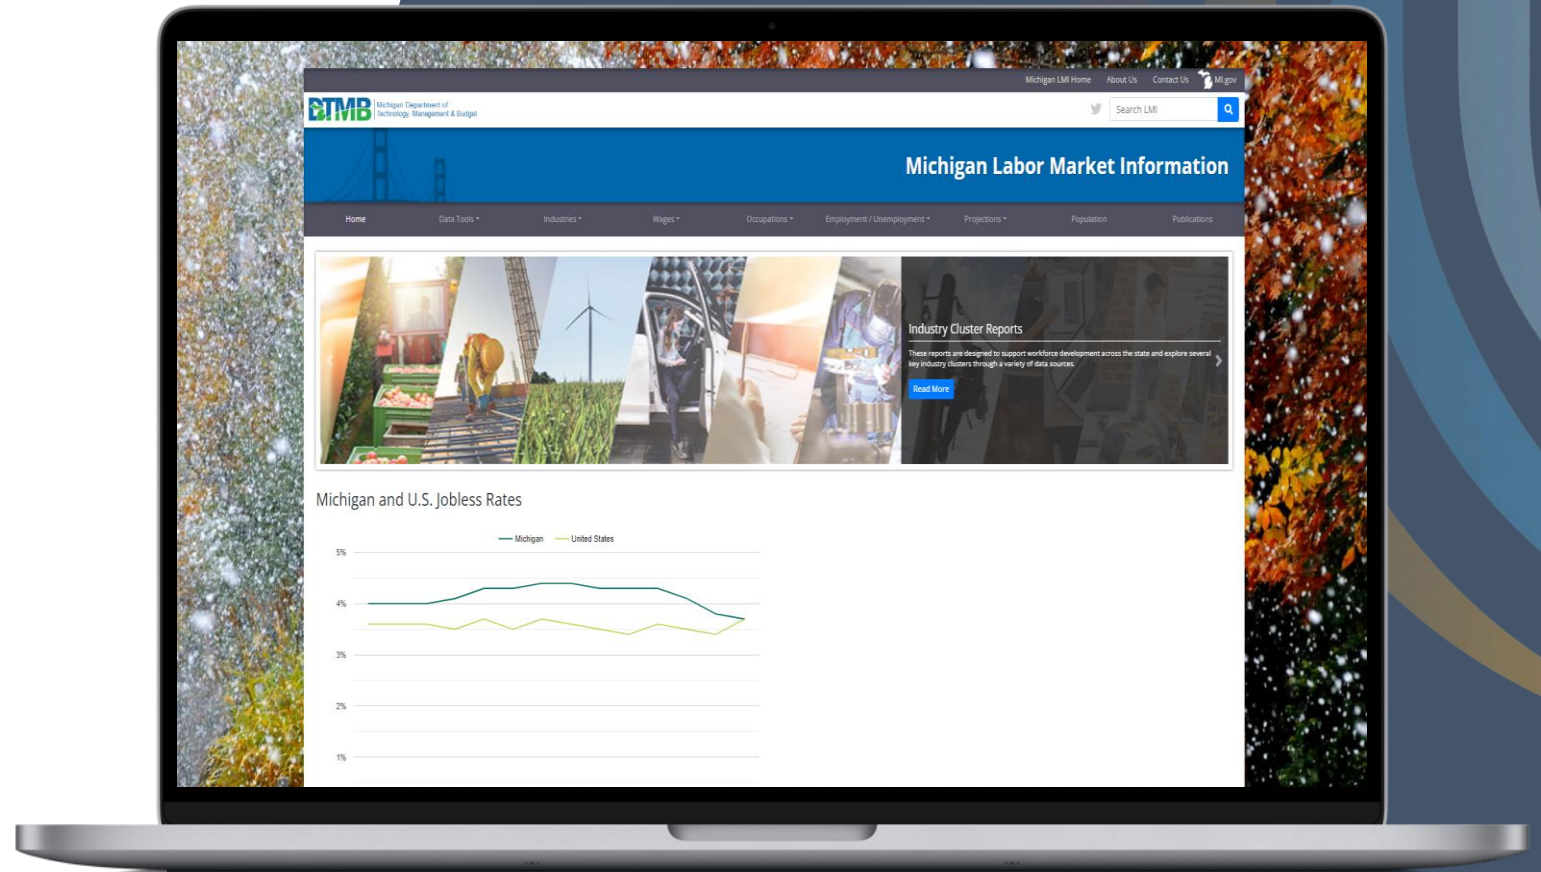 Michigan LMI Home About Us Contact Us MI.gov
DTMB Michigan Department of
Technology, Management & Budget
Search LMI
Michigan Labor Market Information
Home Data Tools Industries Wages Occupations Employment / Unemployment Projections Population Publications
Industry Cluster Reports
These reports are designed to support workforce development across the state and explore several
key industry clusters through a variety of data sources.
Read More
Michigan and U.S. Jobless Rates
Michigan United States
5%
4%
3%
2%
1%